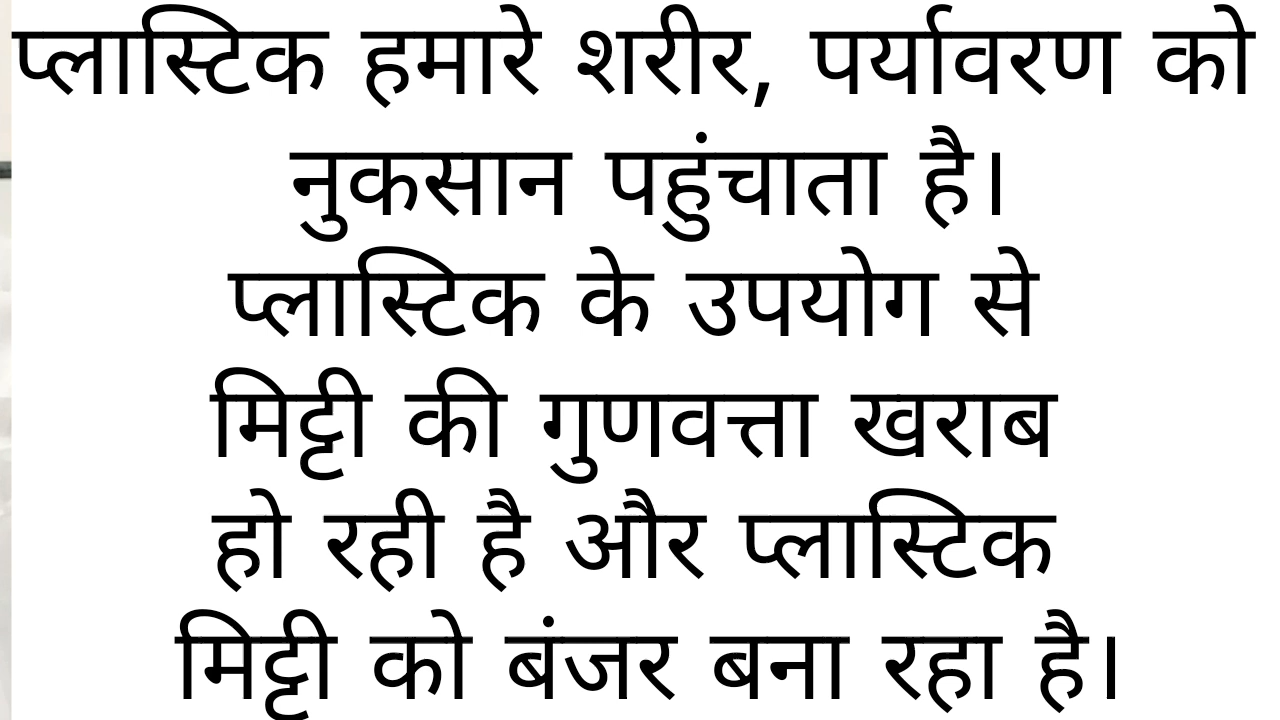 प्लास्टिक हमारे शरीर, पर्यावरण को
नुकसान पहुंचाता है।
प्लास्टिक के उपयोग से
मिट्टी की गुणवत्ता खराब
हो रही है और प्लास्टिक
मिट्टी को बंजर बना रहा है।